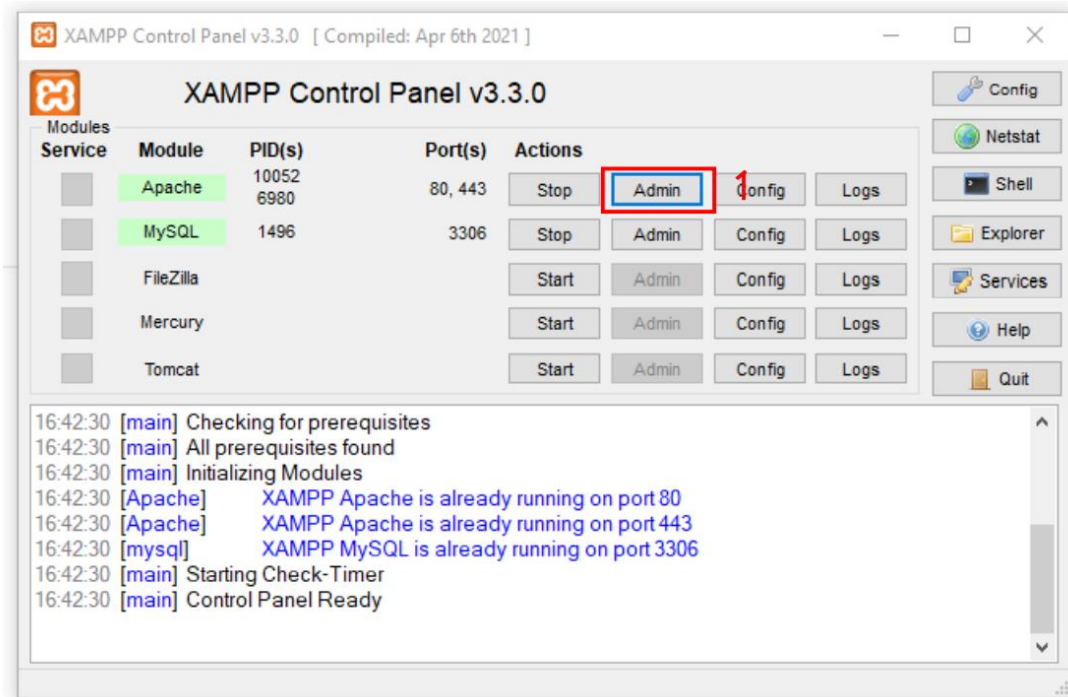 XAMPP Control Panel v3.3.0 [ Compiled: Apr 6th 2021 ]
XAMPP Control Panel v3.3.0
Modules
Service Module PID(s) Port(s) Actions
Apache 10052 6980 80, 443 Stop Admin 1 Config Logs
MySQL 1496 3306 Stop Admin Config Logs
FileZilla Start Admin Config Logs
Mercury Start Admin Config Logs
Tomcat Start Admin Config Logs
Config
Netstat
Shell
Explorer
Services
Help
Quit
16:42:30 [main] Checking for prerequisites
16:42:30 [main] All prerequisites found
16:42:30 [main] Initializing Modules
16:42:30 [Apache] XAMPP Apache is already running on port 80
16:42:30 [Apache] XAMPP Apache is already running on port 443
16:42:30 [mysql] XAMPP MySQL is already running on port 3306
16:42:30 [main] Starting Check-Timer
16:42:30 [main] Control Panel Ready